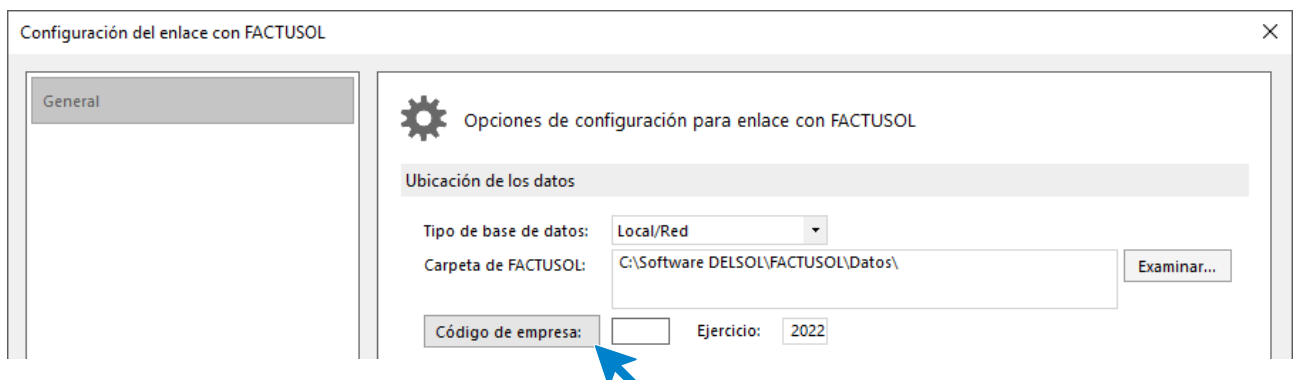 Configuración del enlace con FACTUSOL
General
Opciones de configuración para enlace con FACTUSOL
Ubicación de los datos
Tipo de base de datos: Local/Red
Carpeta de FACTUSOL: C:\Software DELSOL\FACTUSOL\Datos\ Examinar...
Código de empresa: Ejercicio: 2022